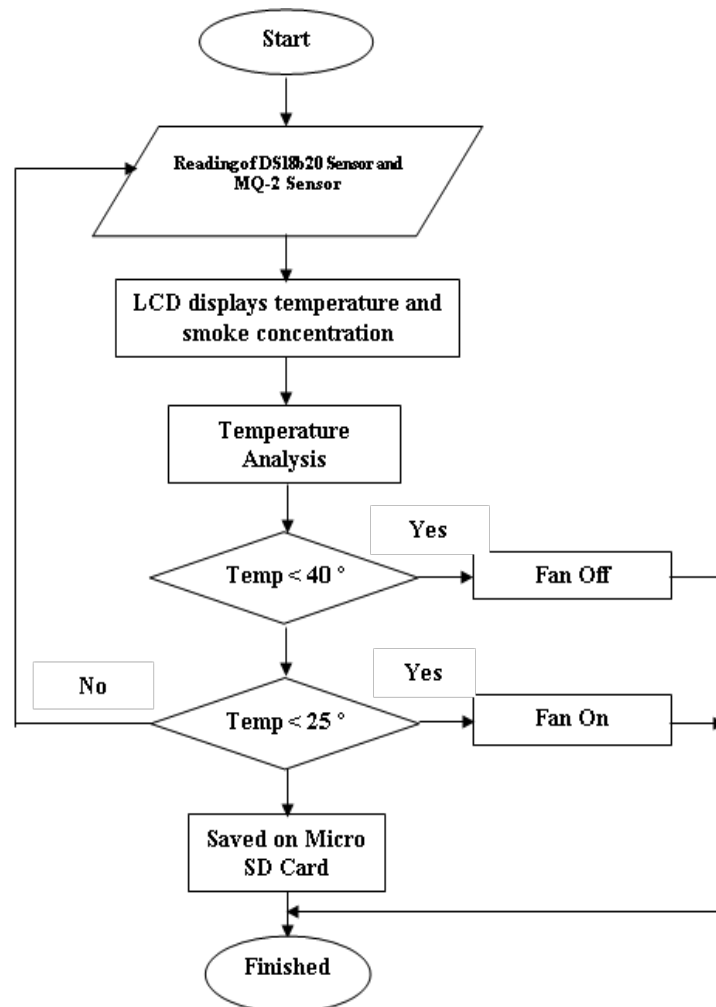 Start
Reading of DS18b20 Sensor and
MQ-2 Sensor
LCD displays temperature and
smoke concentration
Temperature
Analysis
Yes
Temp < 40 °
Fan Off
No
Yes
Temp < 25 °
Fan On
Saved on Micro
SD Card
Finished